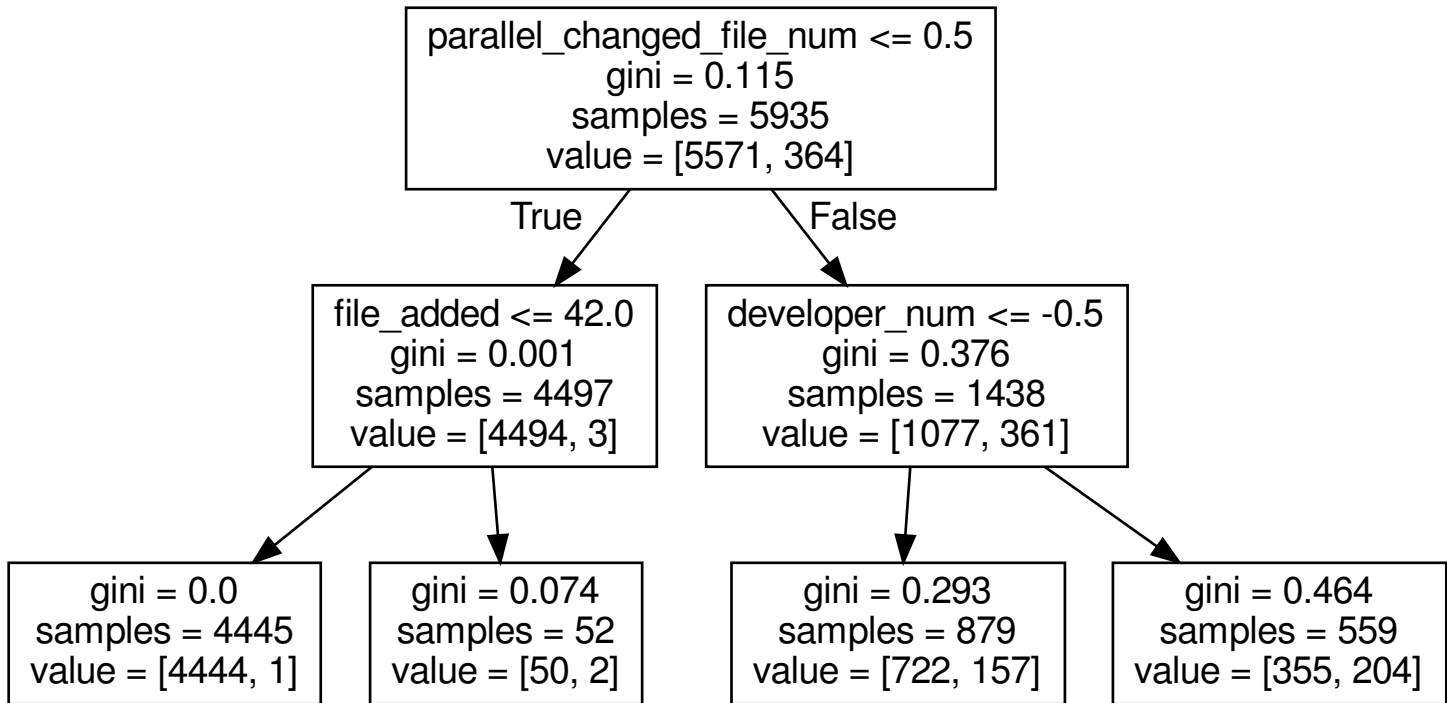 parallel_changed_file_num <= 0.5
gini = 0.115
samples = 5935
value = [5571, 364]
True
False
file_added <= 42.0
gini = 0.001
samples = 4497
value = [4494, 3]
developer_num <= -0.5
gini = 0.376
samples = 1438
value = [1077, 361]
gini = 0.0
samples = 4445
value = [4444, 1]
gini = 0.074
samples = 52
value = [50, 2]
gini = 0.293
samples = 879
value = [722, 157]
gini = 0.464
samples = 559
value = [355, 204]